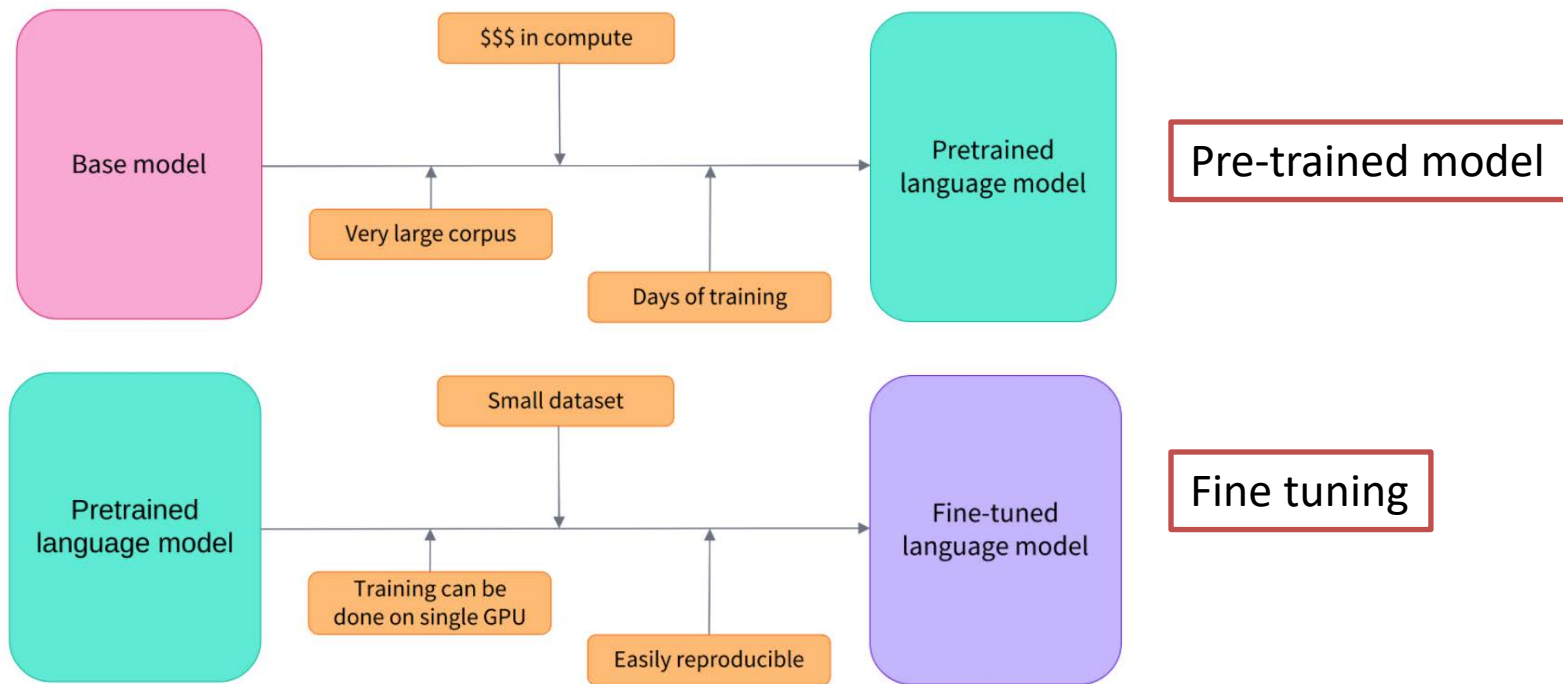 $$$ in compute
Base model
Very large corpus
Days of training
Pretrained
language model
Pre-trained model
Small dataset
Pretrained
language model
Training can be
done on single GPU
Easily reproducible
Fine-tuned
language model
Fine tuning